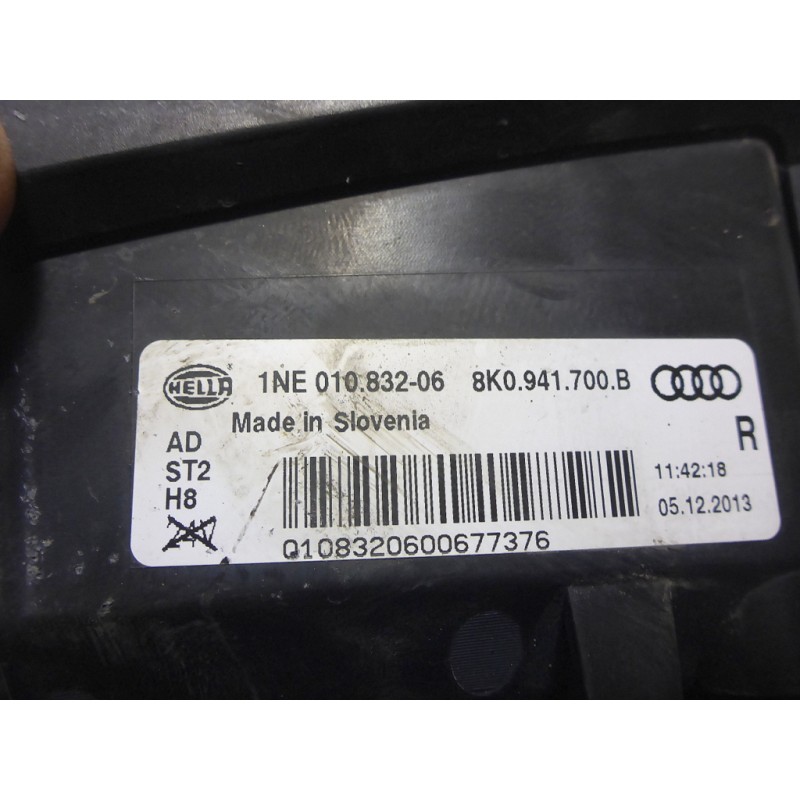 HELLA 1NE 010.832-06 8K0.941.700.B
Made in Slovenia
R
AD
ST2
H8
11:42:18
05.12.2013
Q108320600677376